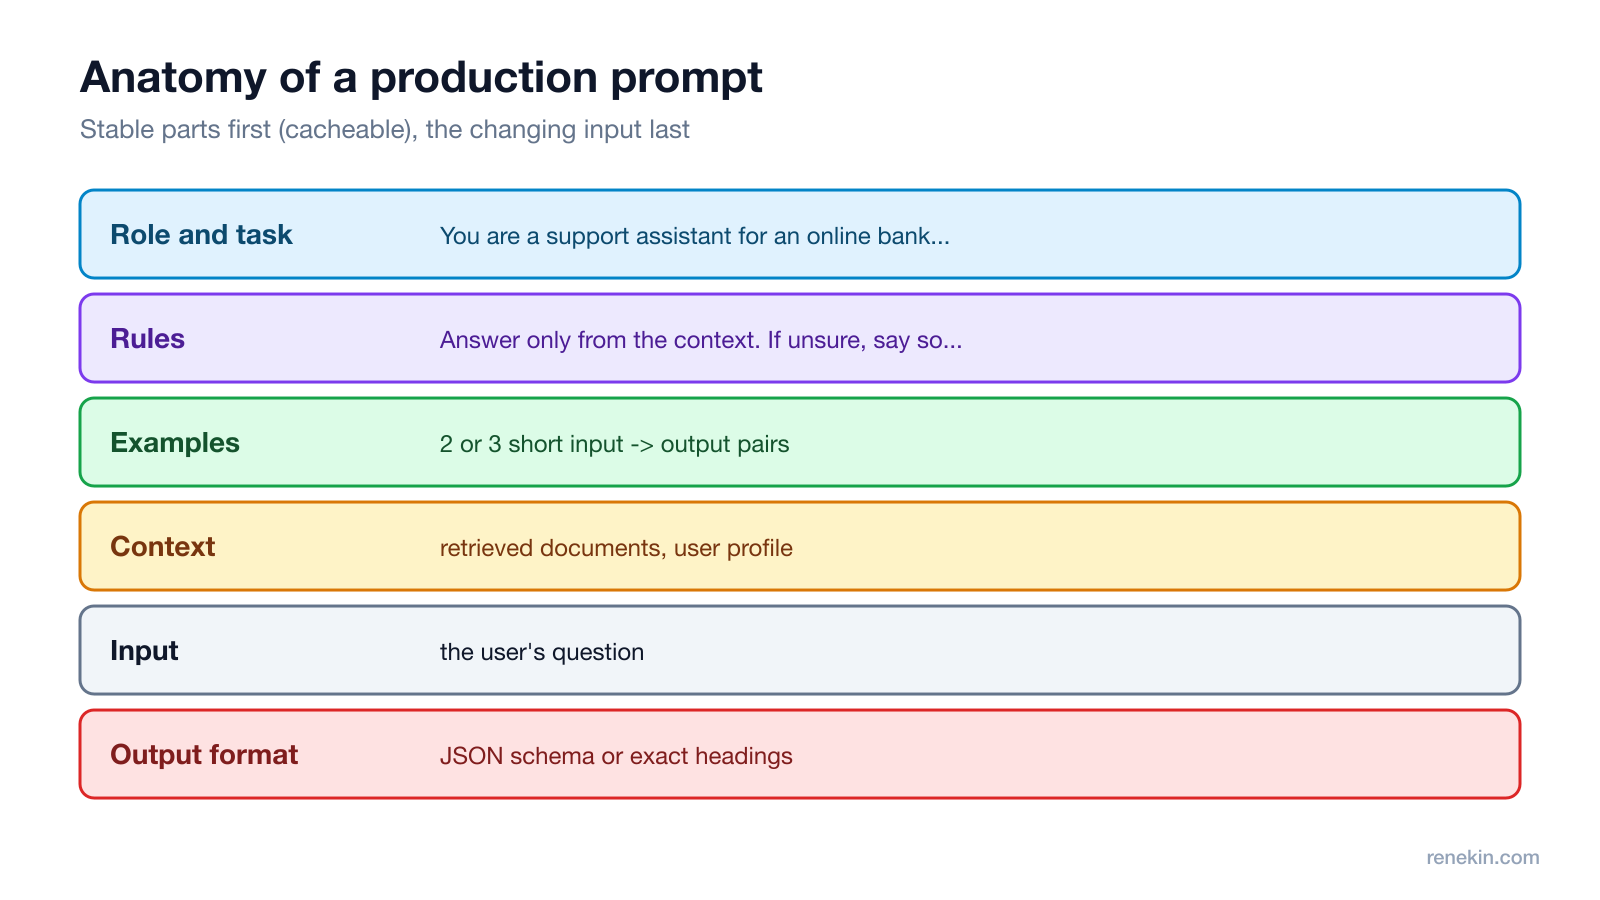 Anatomy of a production prompt
Stable parts first (cacheable), the changing input last
Role and task
You are a support assistant for an online bank...
Rules
Answer only from the context. If unsure, say so...
Examples
2 or 3 short input -> output pairs
Context
retrieved documents, user profile
Input
the user's question
Output format
JSON schema or exact headings
renekin.com